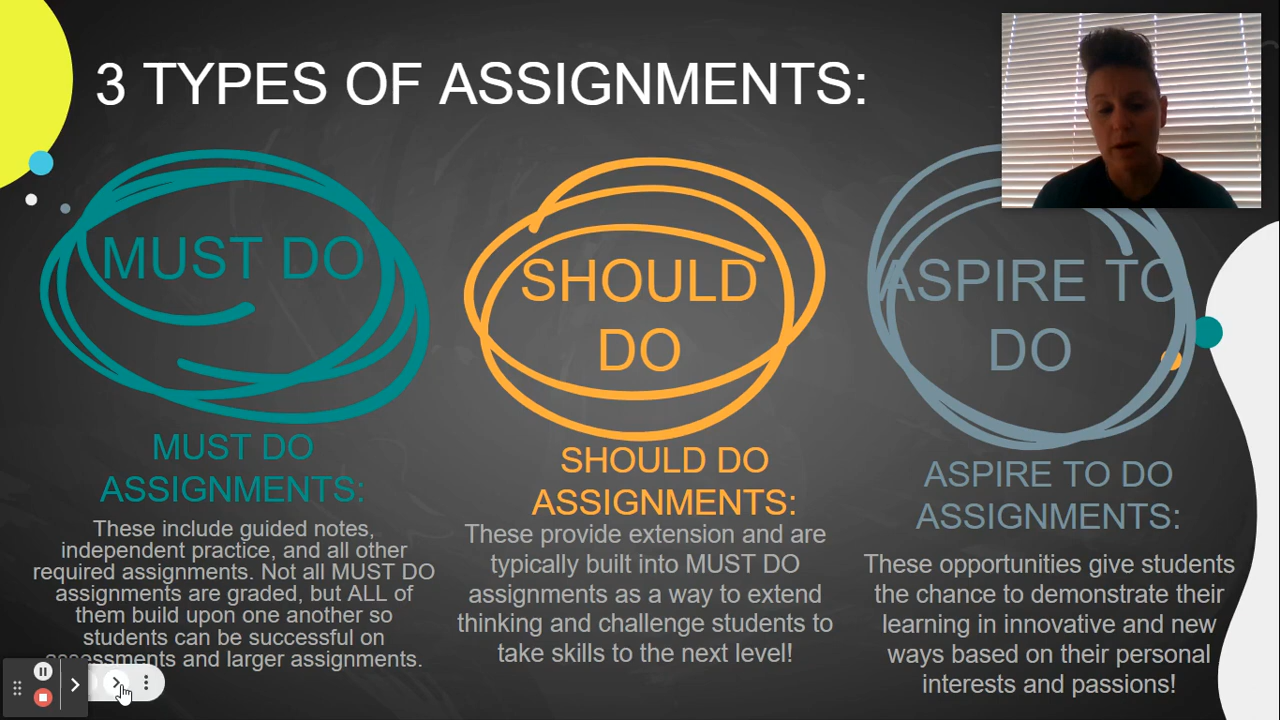 3 TYPES OF ASSIGNMENTS:
MUST DO
SHOULD
DO
ASPIRE TO
DO
MUST DO
ASSIGNMENTS:
These include guided notes,
independent practice, and all other
required assignments. Not all MUST DO
assignments are graded, but ALL of
them build upon one another so
students can be successful on
assessments and larger assignments.
SHOULD DO
ASSIGNMENTS:
These provide extension and are
typically built into MUST DO
assignments as a way to extend
thinking and challenge students to
take skills to the next level!
ASPIRE TO DO
ASSIGNMENTS:
These opportunities give students
the chance to demonstrate their
learning in innovative and new
ways based on their personal
interests and passions!